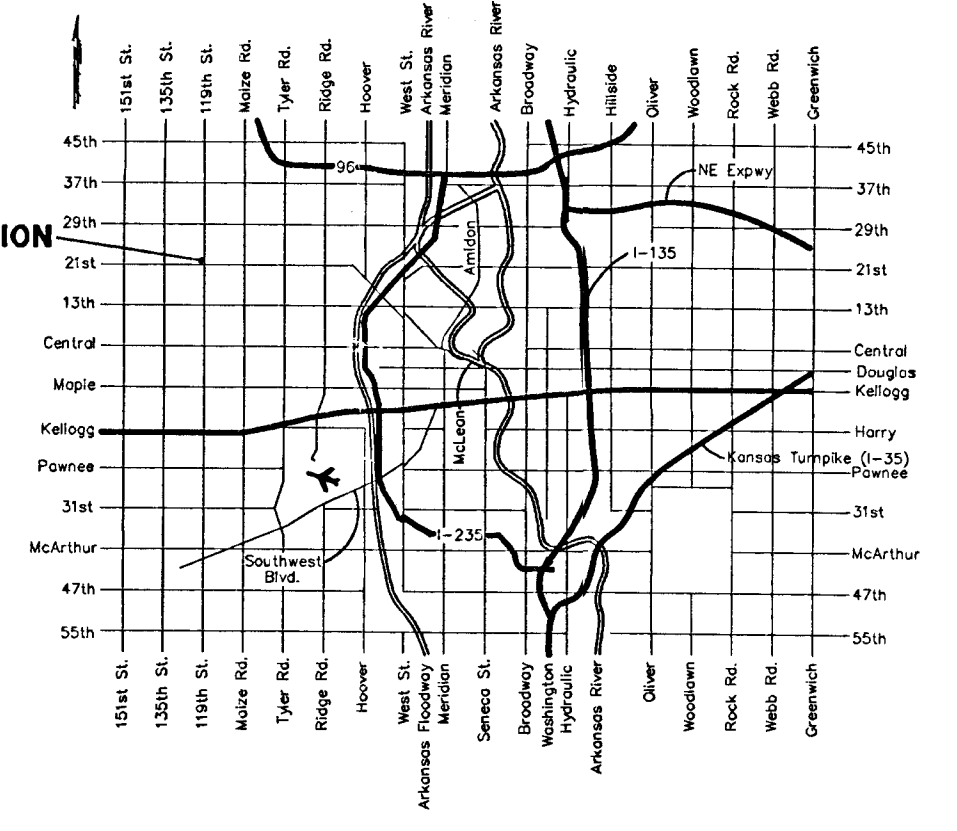 151st St.
135th St.
119th St.
Maize Rd.
Tyler Rd.
Ridge Rd.
Hoover
West St.
Arkansas River
Meridian
Arkansas River
Broadway
Hydraulic
Hillside
Oliver
Woodlawn
Rock Rd.
Webb Rd.
Greenwich
45th
96
45th
37th
NE Expwy
37th
29th
29th
ION
Amidon
I-135
21st
21st
13th
13th
Central
Central
Douglas
Maple
Kellogg
McLean
Kellogg
Harry
Pawnee
Kansas Turnpike (I-35)
Pawnee
31st
31st
I-235
McArthur
McArthur
Southwest
Blvd.
47th
47th
55th
55th
151st St.
135th St.
119th St.
Maize Rd.
Tyler Rd.
Ridge Rd.
Hoover
West St.
Arkansas Floodway
Meridian
Seneca St.
Broadway
Washington
Hydraulic
Arkansas River
Oliver
Woodlawn
Rock Rd.
Webb Rd.
Greenwich